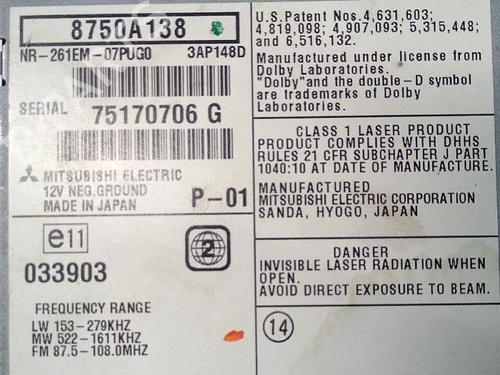 8750A138
NR-261EM-07PUG0 3AP148D
SERIAL 75170706 G
MITSUBISHI ELECTRIC
12V NEG.GROUND
MADE IN JAPAN
P-01
e11
033903
2
FREQUENCY RANGE
LW 153-279KHZ
MW 522-1611KHZ
FM 87.5-108.0MHZ
U.S.Patent Nos.4,631,603;
4,819,098; 4,907,093; 5,315,448;
and 6,516,132.
Manufactured under license from
Dolby Laboratories.
"Dolby"and the double-D symbol
are trademarks of Dolby
Laboratories.
CLASS 1 LASER PRODUCT
PRODUCT COMPLIES WITH DHHS
RULES 21 CFR SUBCHAPTER J PART
1040:10 AT DATE OF MANUFACTURE.
MANUFACTURED
MITSUBISHI ELECTRIC CORPORATION
SANDA, HYOGO, JAPAN
DANGER
INVISIBLE LASER RADIATION WHEN
OPEN.
AVOID DIRECT EXPOSURE TO BEAM.
14